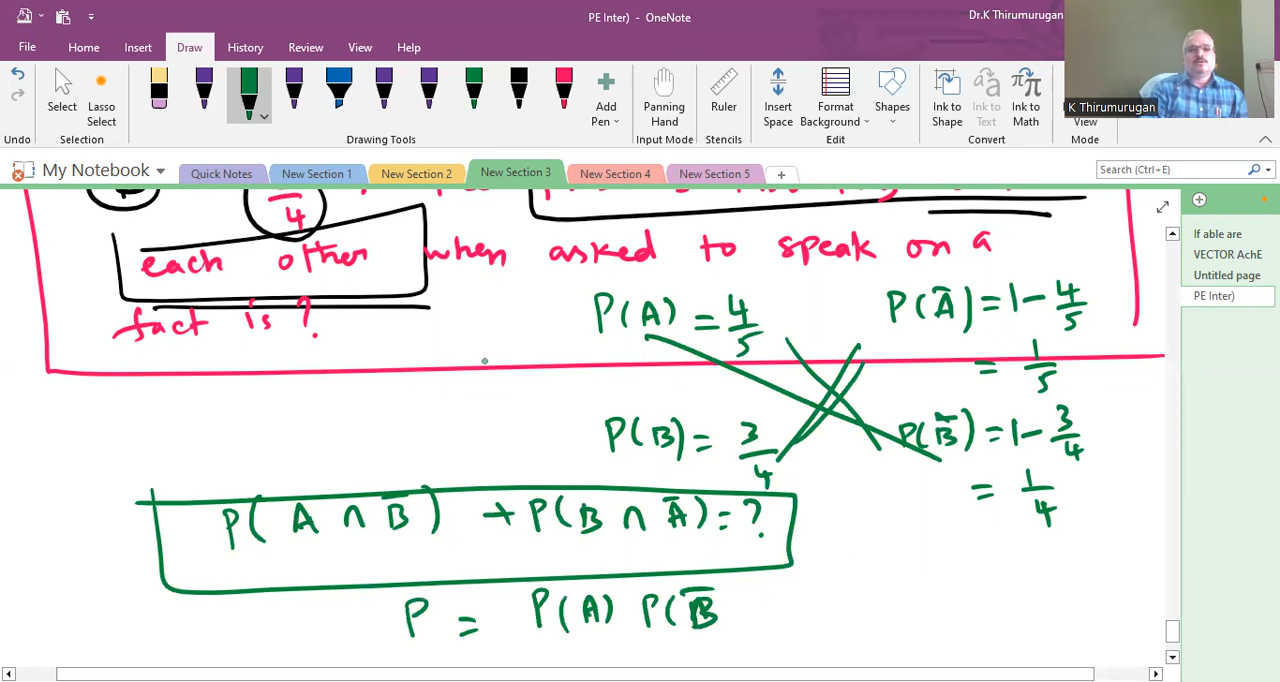 PE Inter) - OneNote
Dr.K Thirumurugan
File Home Insert Draw History Review View Help
Undo
Select
Lasso Select
Selection
Drawing Tools
Add Pen
Panning Hand
Input Mode
Ruler
Stencils
Insert Space
Format Background
Shapes
Edit
Ink to Shape
Ink to Text
Ink to Math
Convert
View
Mode
K Thirumurugan
My Notebook
Quick Notes New Section 1 New Section 2 New Section 3 New Section 4 New Section 5
Search (Ctrl+E)
If able are
VECTOR AchE
Untitled page
PE Inter)
4
each other when asked to speak on a
fact is ?
P(A) = 4/5 P(Ā) = 1 - 4/5
= 1/5
P(B) = 3/4 P(B̄) = 1 - 3/4
= 1/4
P(A ∩ B̄) + P(B ∩ Ā) = ?
P = P(A) P(B̄